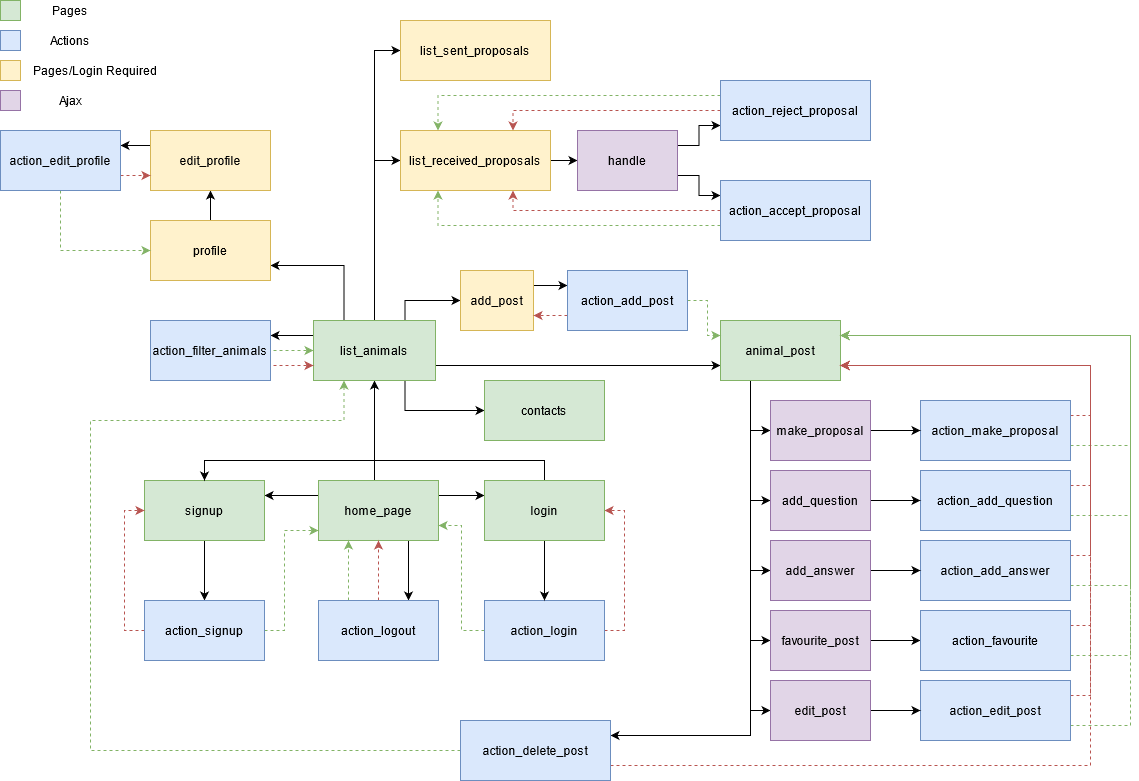 Pages
Actions
Pages/Login Required
Ajax
list_sent_proposals
action_reject_proposal
action_edit_profile
edit_profile
list_received_proposals
handle
action_accept_proposal
profile
add_post
action_add_post
action_filter_animals
list_animals
animal_post
contacts
make_proposal
action_make_proposal
signup
home_page
login
add_question
action_add_question
add_answer
action_add_answer
action_signup
action_logout
action_login
favourite_post
action_favourite
edit_post
action_edit_post
action_delete_post